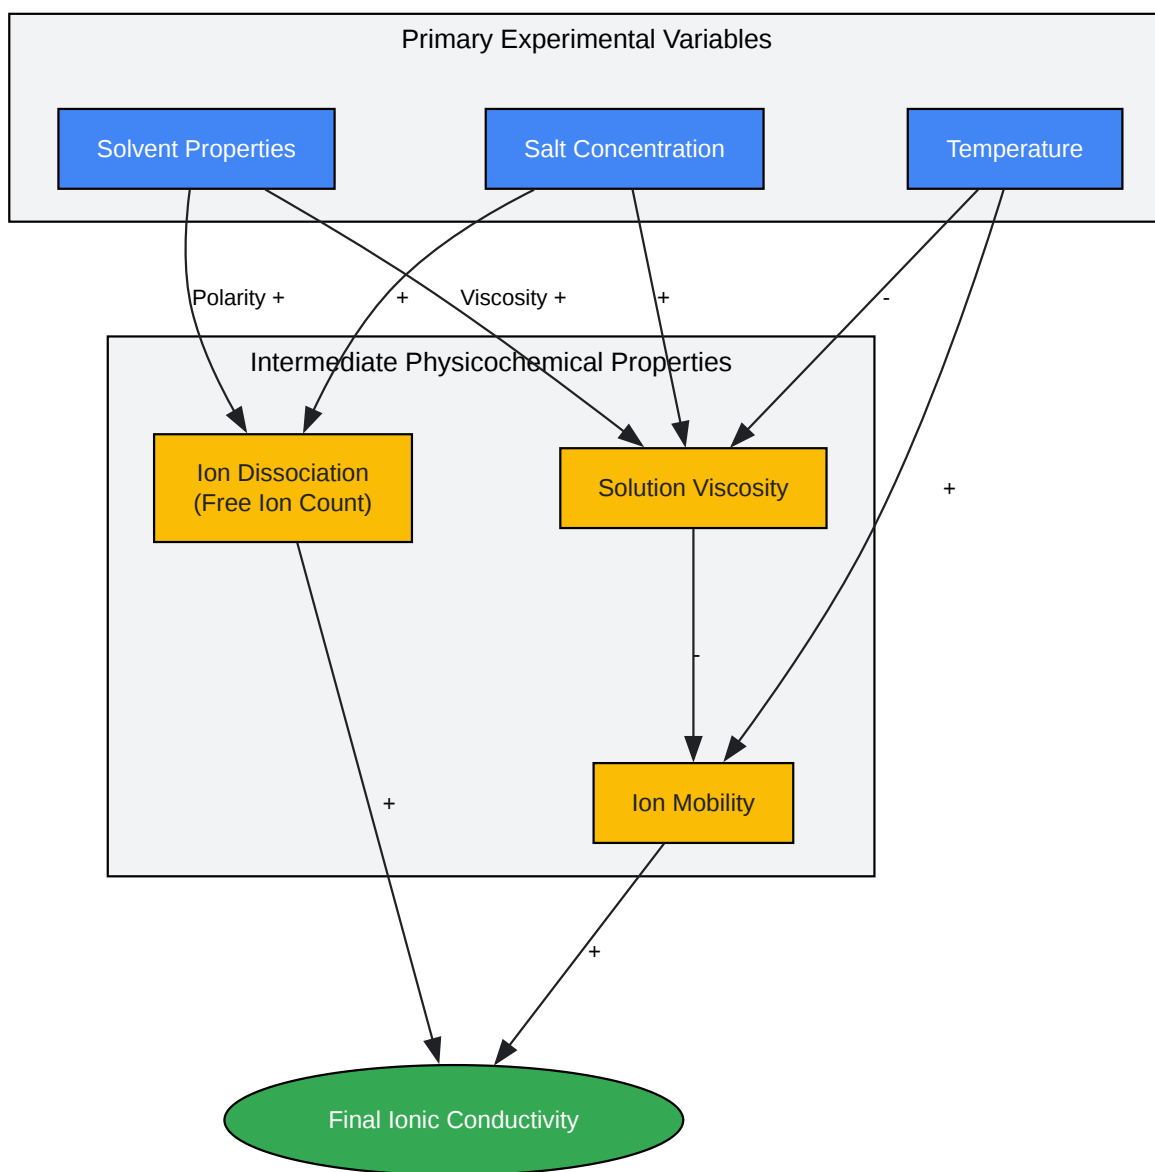 Primary Experimental Variables
Solvent Properties
Salt Concentration
Temperature
Polarity +
+
Viscosity +
+
-
Intermediate Physicochemical Properties
Ion Dissociation
(Free Ion Count)
Solution Viscosity
+
-
+
Ion Mobility
+
Final Ionic Conductivity